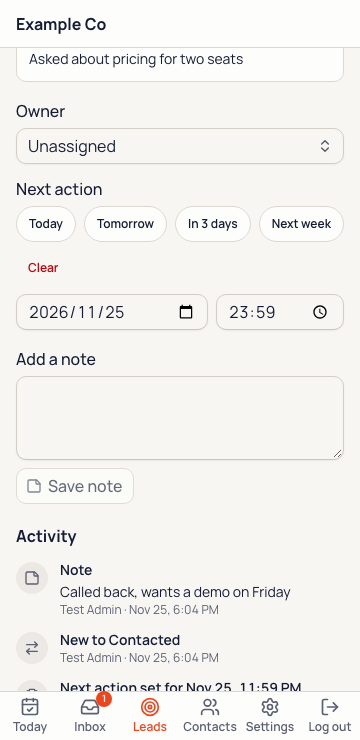 Example Co
Asked about pricing for two seats
Owner
Unassigned
Next action
Today
Tomorrow
In 3 days
Next week
Clear
2026/11/25
23:59
Add a note
Save note
Activity
Note
Called back, wants a demo on Friday
Test Admin · Nov 25, 6:04 PM
New to Contacted
Test Admin · Nov 25, 6:04 PM
Next action set for Nov 25, 11:59 PM
1
Today
Inbox
Leads
Contacts
Settings
Log out